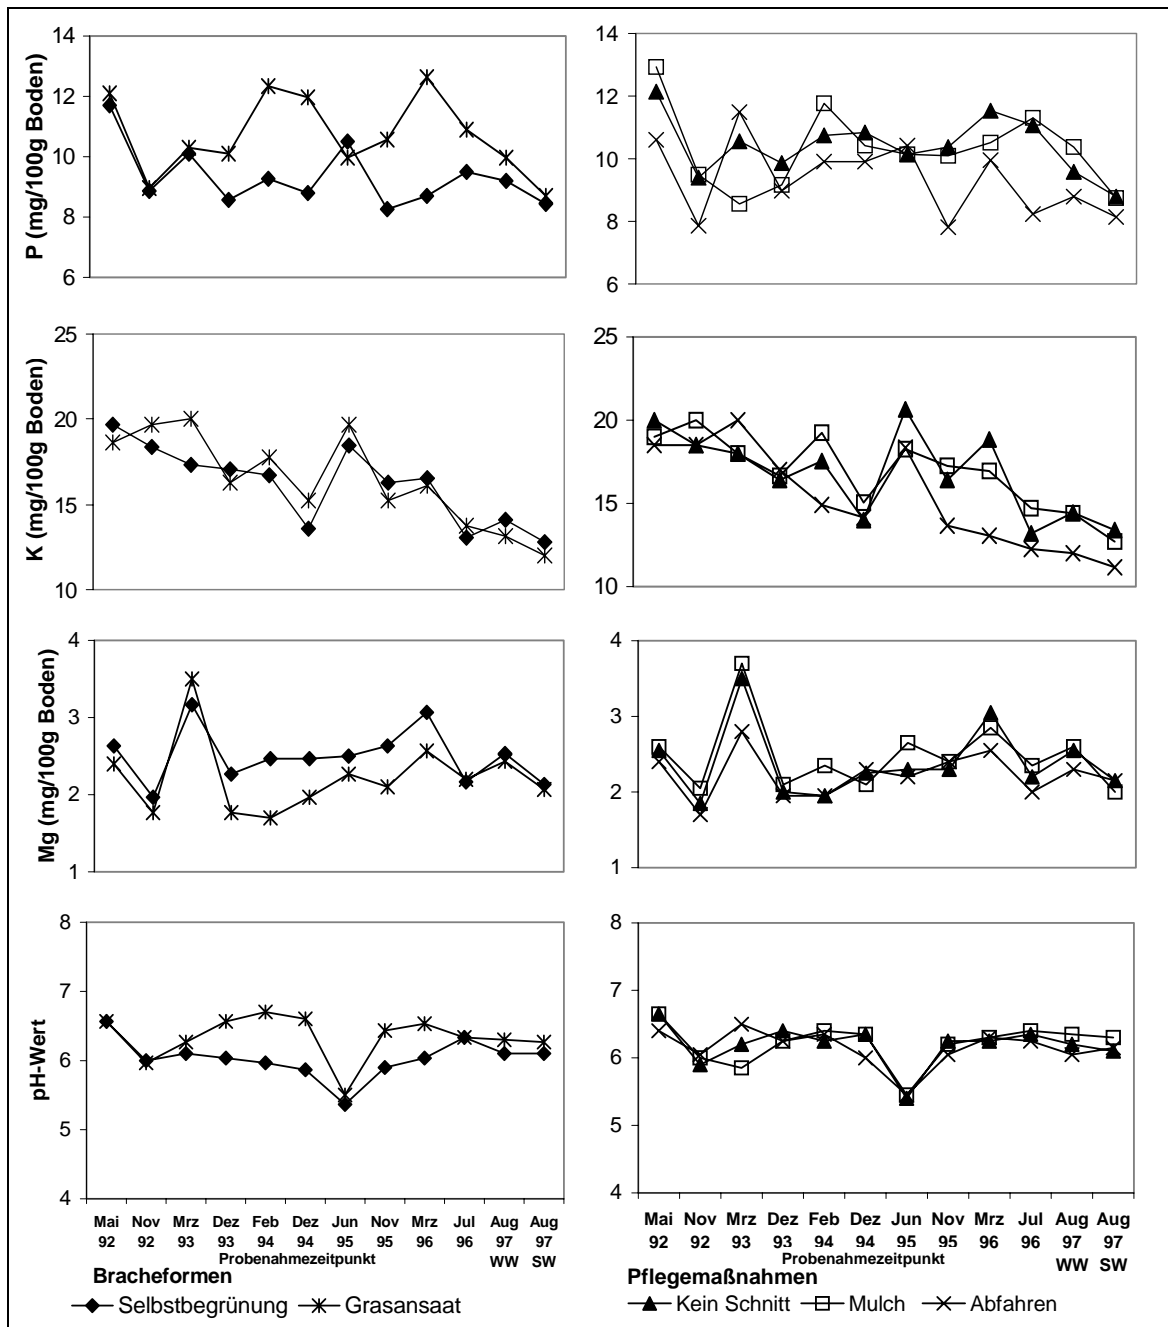 P (mg/100g Boden)
14
12
10
8
6
14
12
10
8
6
K (mg/100g Boden)
25
20
15
10
25
20
15
10
Mg (mg/100g Boden)
4
3
2
1
4
3
2
1
pH-Wert
8
7
6
5
4
8
7
6
5
4
Mai Nov Mrz Dez Feb Dez Jun Nov Mrz Jul Aug Aug
92 92 93 93 94 94 95 95 96 96 97 97
Probenahmezeitpunkt
WW SW
Bracheformen
Selbstbegrünung Grasansaat
Mai Nov Mrz Dez Feb Dez Jun Nov Mrz Jul Aug Aug
92 92 93 93 94 94 95 95 96 96 97 97
Probenahmezeitpunkt
WW SW
Pflegemaßnahmen
Kein Schnitt Mulch Abfahren